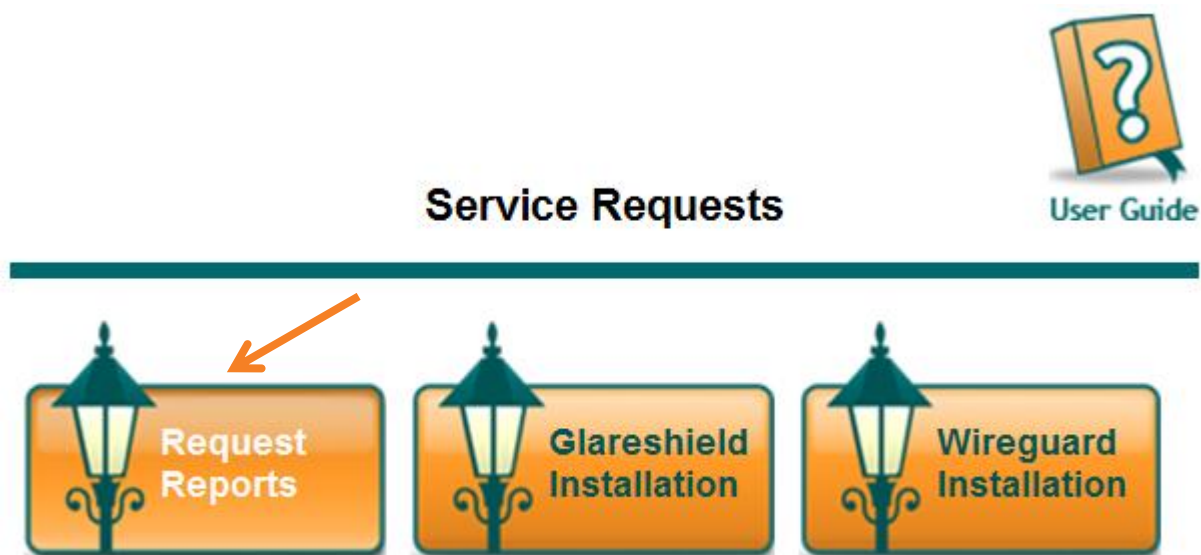 ?
Service Requests
User Guide
Request
Reports
Glareshield
Installation
Wireguard
Installation